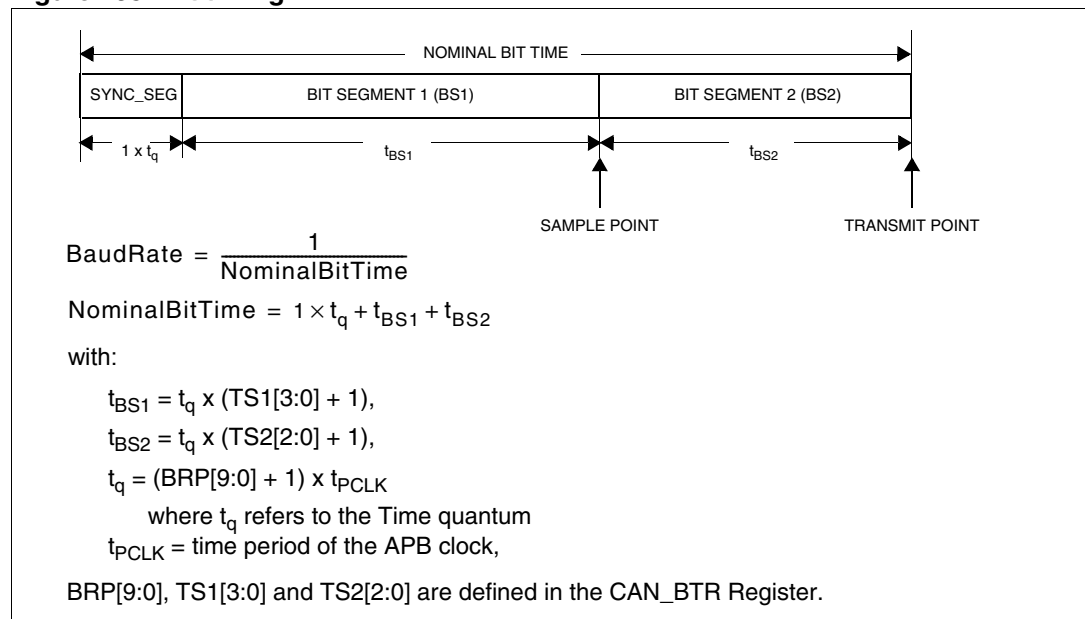 NOMINAL BIT TIME
SYNC_SEG BIT SEGMENT 1 (BS1) BIT SEGMENT 2 (BS2)
1 x tq tBS1 tBS2
SAMPLE POINT TRANSMIT POINT
BaudRate = 1 / NominalBitTime
NominalBitTime = 1 × tq + tBS1 + tBS2
with:
tBS1 = tq x (TS1[3:0] + 1),
tBS2 = tq x (TS2[2:0] + 1),
tq = (BRP[9:0] + 1) x tPCLK
where tq refers to the Time quantum
tPCLK = time period of the APB clock,
BRP[9:0], TS1[3:0] and TS2[2:0] are defined in the CAN_BTR Register.